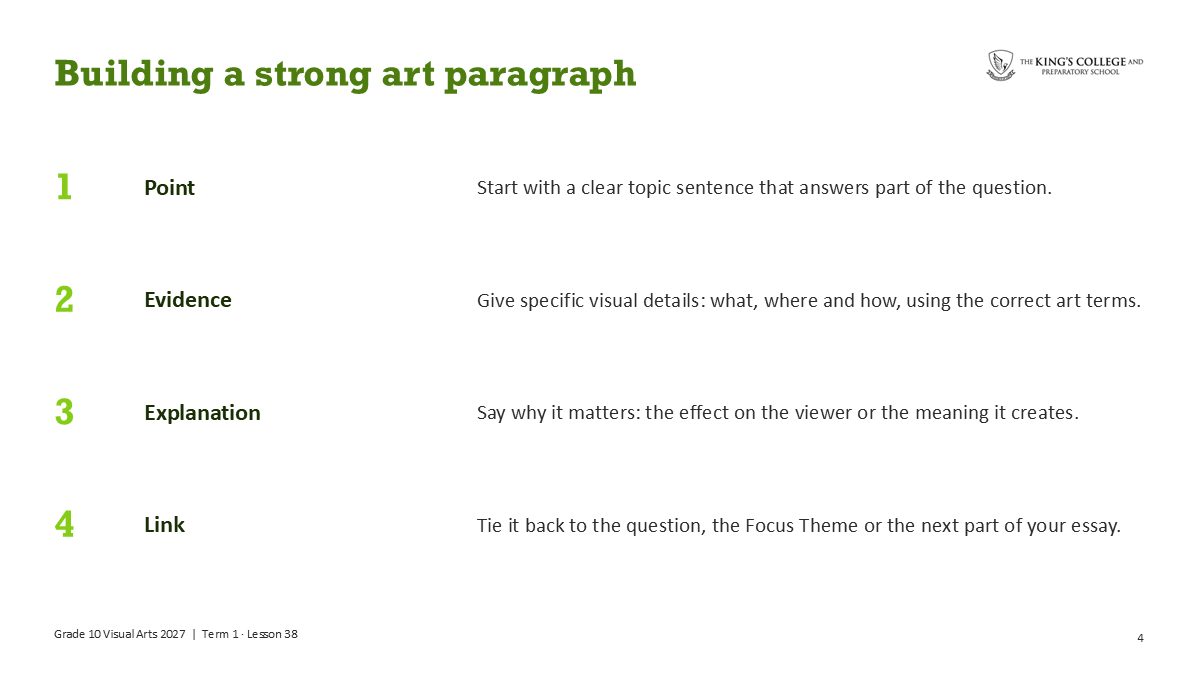 Building a strong art paragraph
THE KING'S COLLEGE AND
PREPARATORY SCHOOL
1 Point Start with a clear topic sentence that answers part of the question.
2 Evidence Give specific visual details: what, where and how, using the correct art terms.
3 Explanation Say why it matters: the effect on the viewer or the meaning it creates.
4 Link Tie it back to the question, the Focus Theme or the next part of your essay.
Grade 10 Visual Arts 2027 | Term 1 · Lesson 38
4